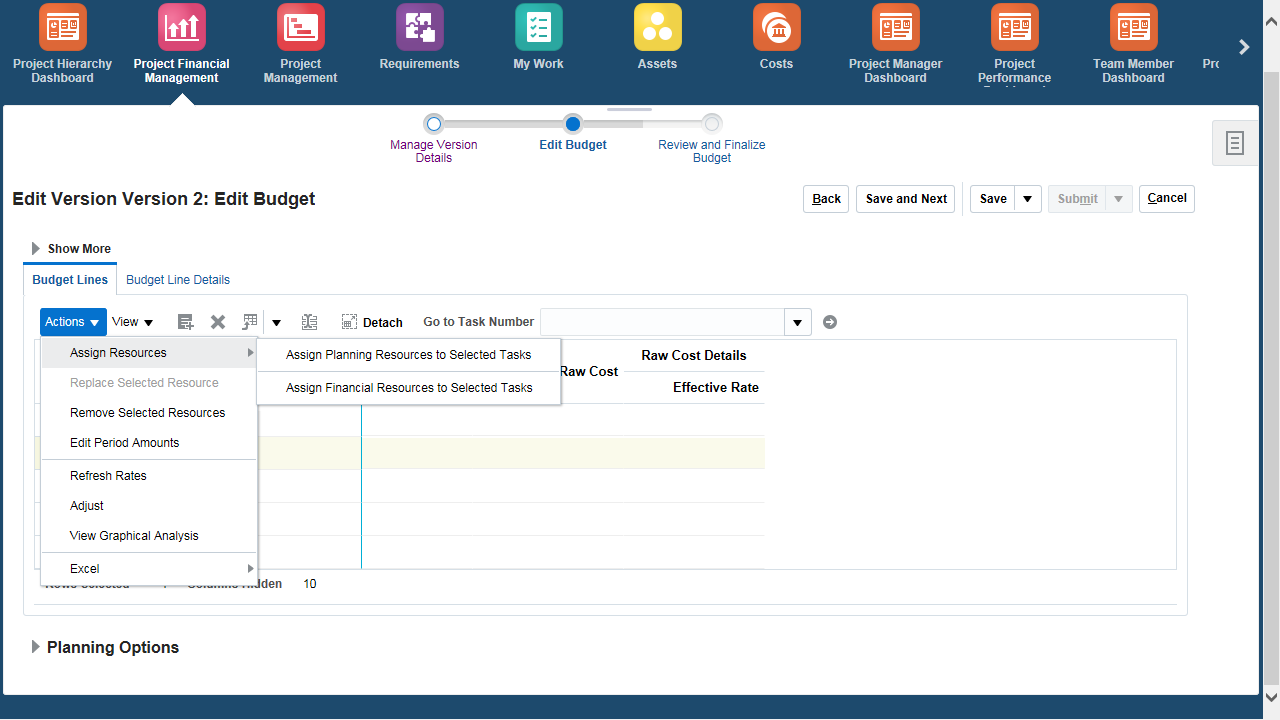 Project Hierarchy
Dashboard
Project Financial
Management
Project
Management
Requirements
My Work
Assets
Costs
Project Manager
Dashboard
Project
Performance
Team Member
Dashboard
Manage Version
Details
Edit Budget
Review and Finalize
Budget
Edit Version Version 2: Edit Budget
Back
Save and Next
Save
Submit
Cancel
Show More
Budget Lines
Budget Line Details
Actions
View
Detach
Go to Task Number
Assign Resources
Replace Selected Resource
Remove Selected Resources
Edit Period Amounts
Refresh Rates
Adjust
View Graphical Analysis
Excel
Assign Planning Resources to Selected Tasks
Assign Financial Resources to Selected Tasks
Raw Cost
Raw Cost Details
Effective Rate
Rows Selected
Columns Hidden 10
Planning Options